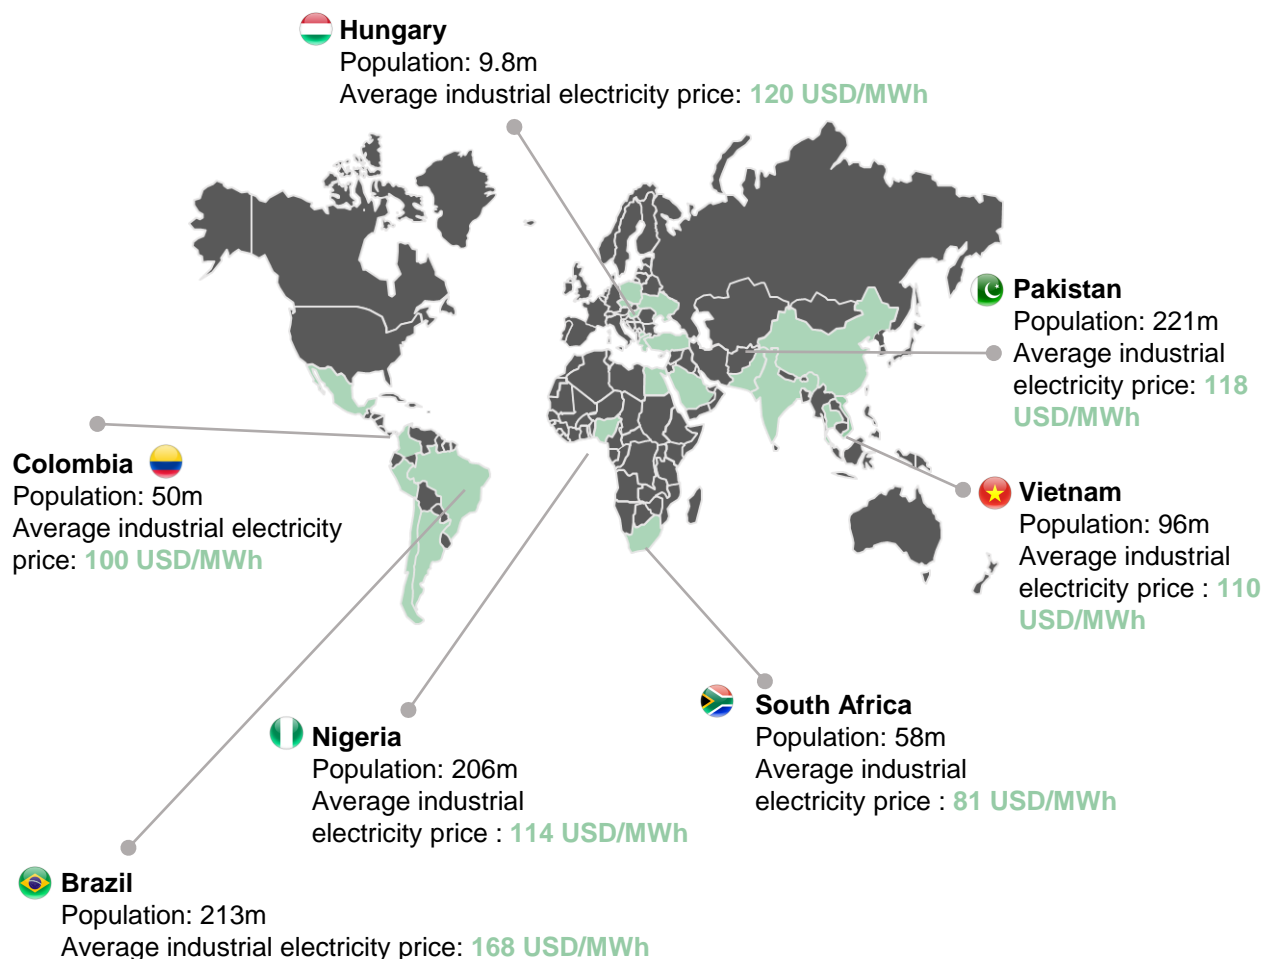 Hungary
Population: 9.8m
Average industrial electricity price: 120 USD/MWh
Pakistan
Population: 221m
Average industrial
electricity price: 118
USD/MWh
Colombia
Population: 50m
Average industrial electricity
price: 100 USD/MWh
Vietnam
Population: 96m
Average industrial
electricity price : 110
USD/MWh
South Africa
Population: 58m
Average industrial
electricity price : 81 USD/MWh
Nigeria
Population: 206m
Average industrial
electricity price : 114 USD/MWh
Brazil
Population: 213m
Average industrial electricity price: 168 USD/MWh